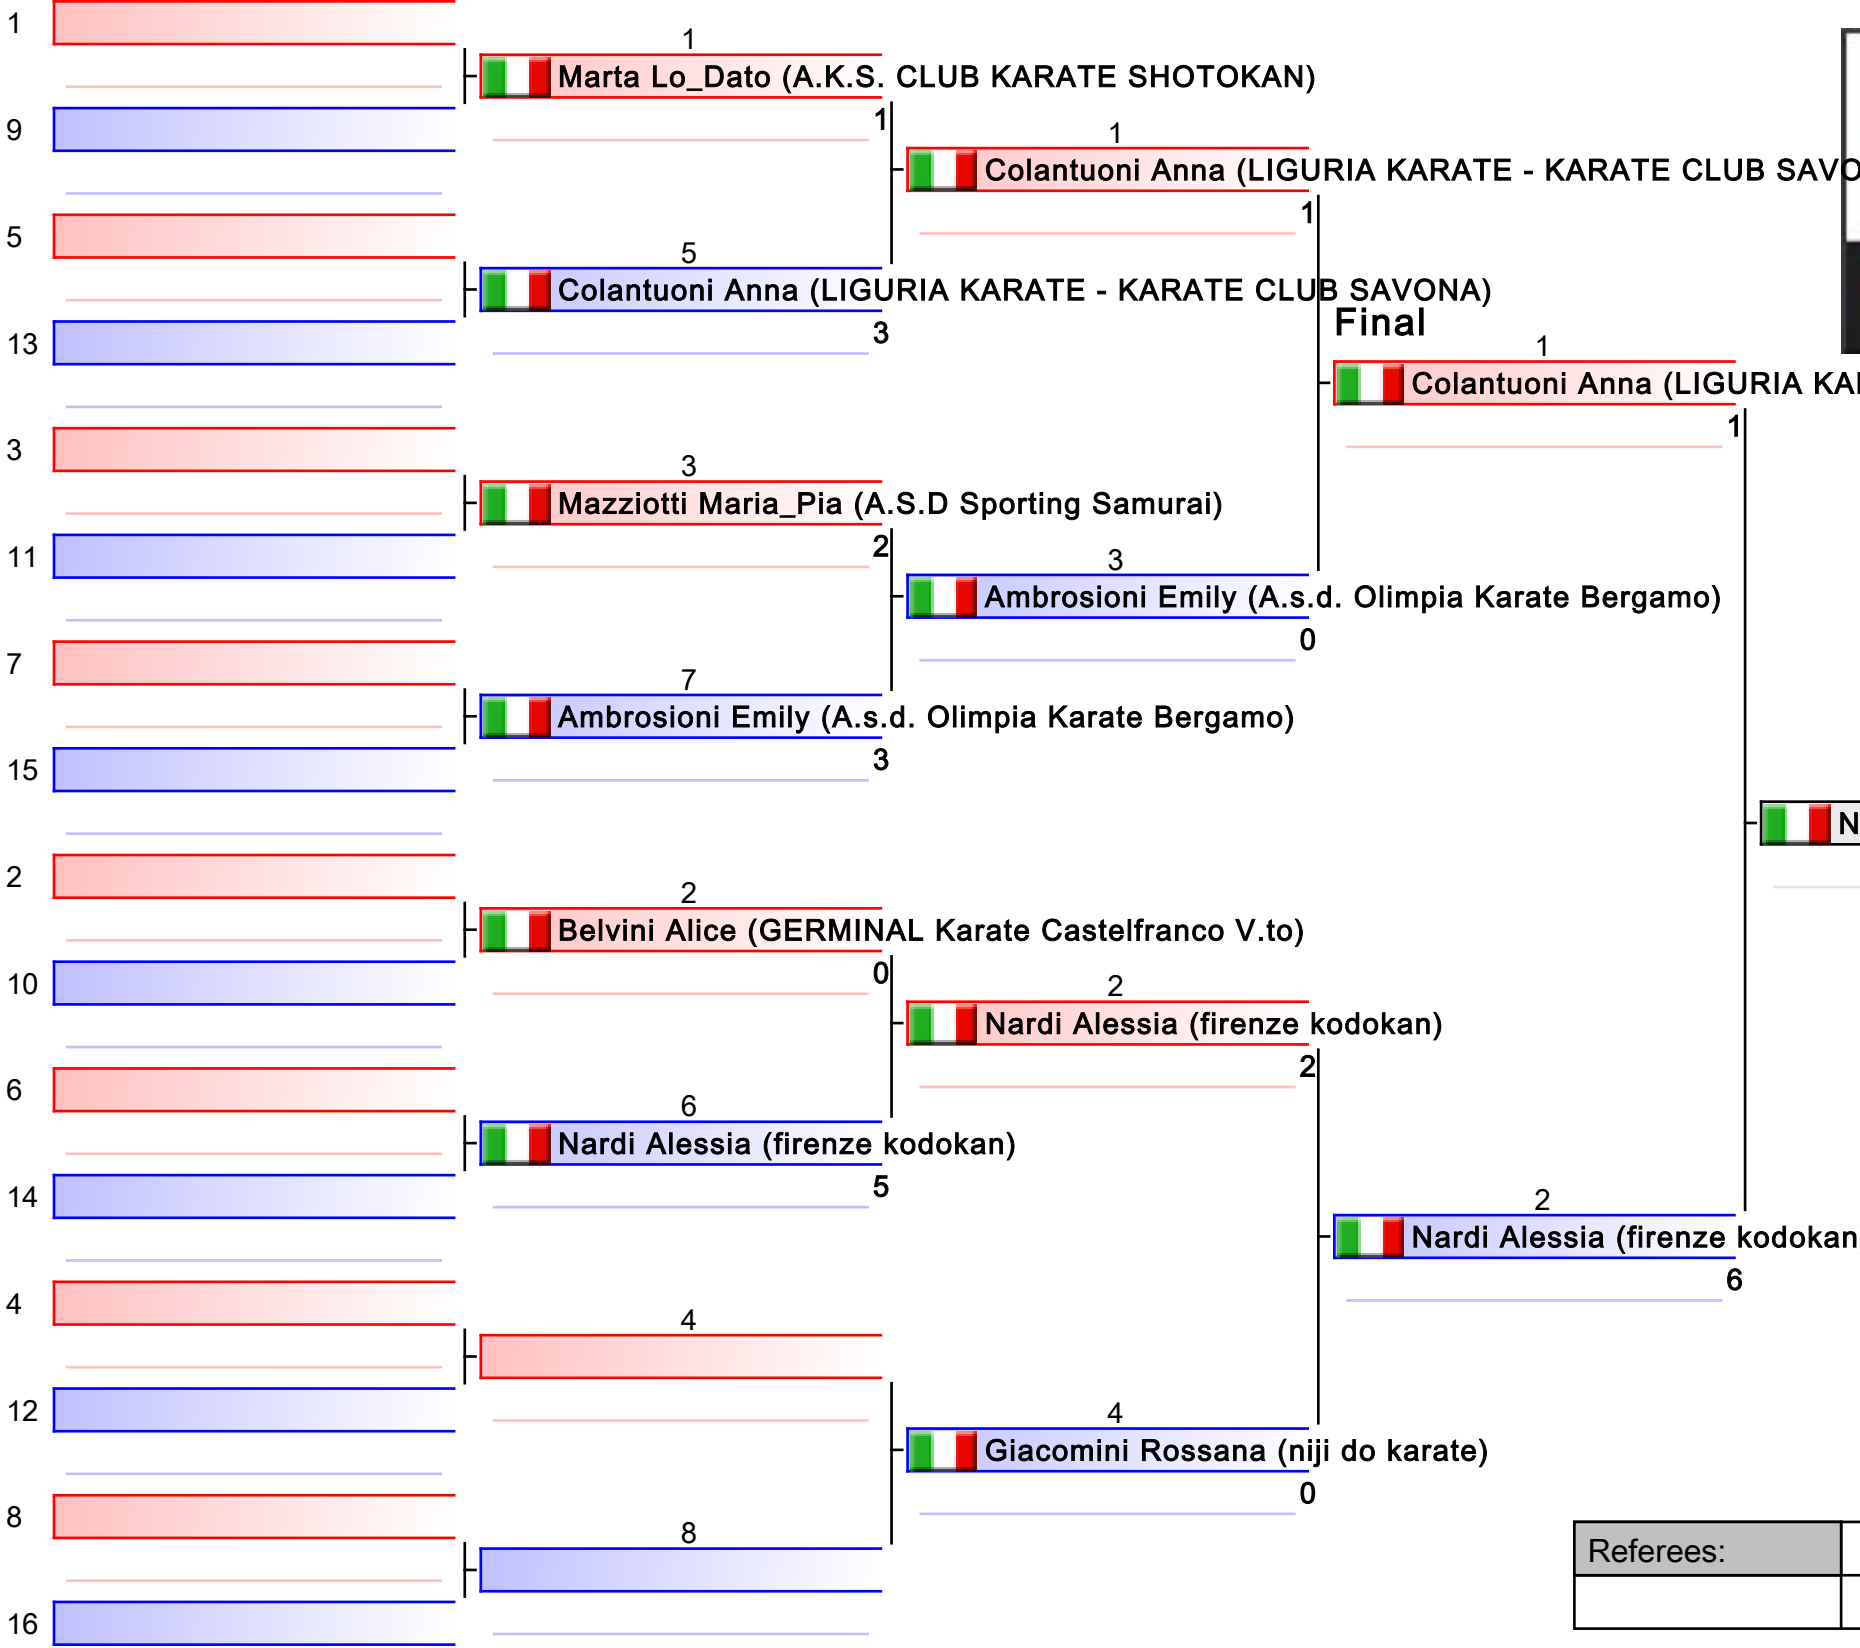 1
9
5
13
3
11
7
15
2
10
6
14
4
12
8
16
1
Marta Lo_Dato (A.K.S. CLUB KARATE SHOTOKAN)
1
5
Colantuoni Anna (LIGURIA KARATE - KARATE CLUB SAVONA)
3
3
Mazziotti Maria_Pia (A.S.D Sporting Samurai)
2
7
Ambrosioni Emily (A.s.d. Olimpia Karate Bergamo)
3
2
Belvini Alice (GERMINAL Karate Castelfranco V.to)
0
6
Nardi Alessia (firenze kodokan)
5
4
8
1
Colantuoni Anna (LIGURIA KARATE - KARATE CLUB SAVO
1
3
Ambrosioni Emily (A.s.d. Olimpia Karate Bergamo)
0
2
Nardi Alessia (firenze kodokan)
2
4
Giacomini Rossana (niji do karate)
0
Final
1
Colantuoni Anna (LIGURIA KA
1
2
Nardi Alessia (firenze kodokan
6
N
Referees: